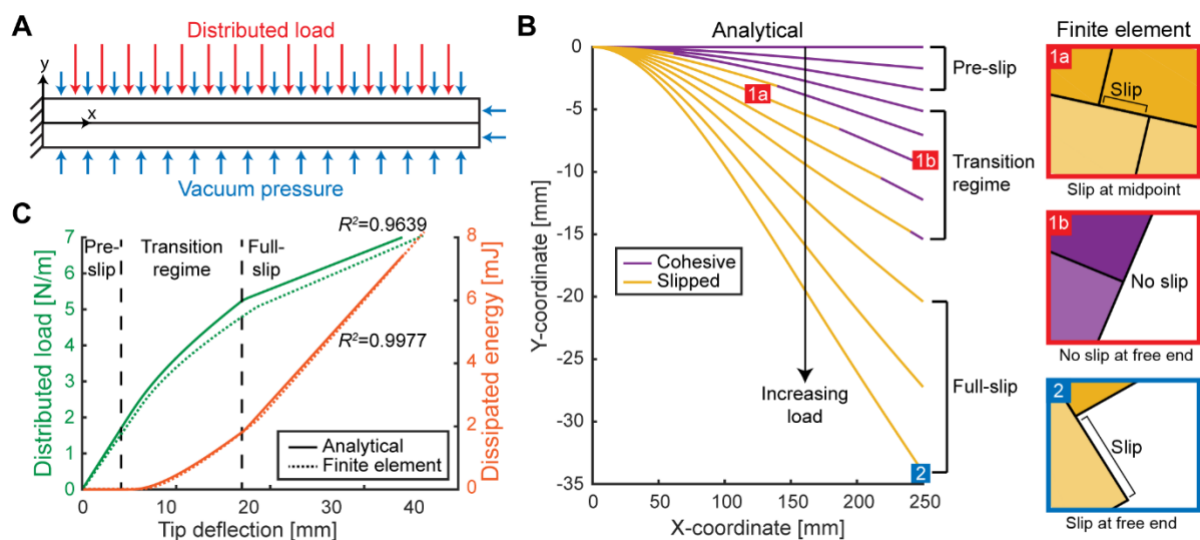 A
Distributed load
y
x
Vacuum pressure
B
Analytical
0
-5
-10
-15
-20
-25
-30
-35
Y-coordinate [mm]
0
50
100
150
200
250
X-coordinate [mm]
1a
1b
2
Cohesive
Slipped
Increasing
load
Pre-slip
Transition
regime
Full-slip
Finite element
1a
Slip
Slip at midpoint
1b
No slip
No slip at free end
2
Slip
Slip at free end
C
R²=0.9639
R²=0.9977
Pre-
slip
Transition
regime
Full-
slip
7
6
5
4
3
2
1
0
Distributed load [N/m]
8
6
4
2
0
Dissipated energy [mJ]
Analytical
Finite element
0
10
20
30
40
Tip deflection [mm]